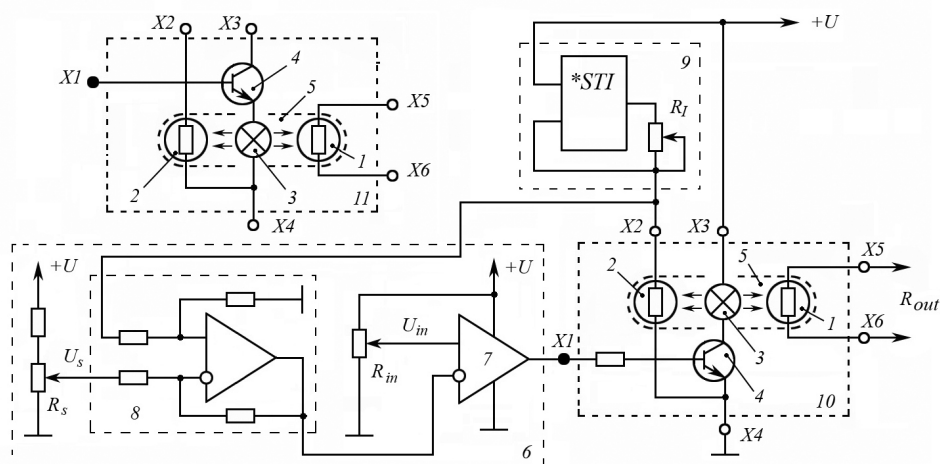 X2 X3
+U
X1
4
5
X5
9
*STI
R_I
2
3
1
X6
11
X4
X2 X3
+U
+U
2
5
X5
U_s
U_in
X1
R_out
7
3
1
X6
R_s
8
R_in
4
10
6
X4